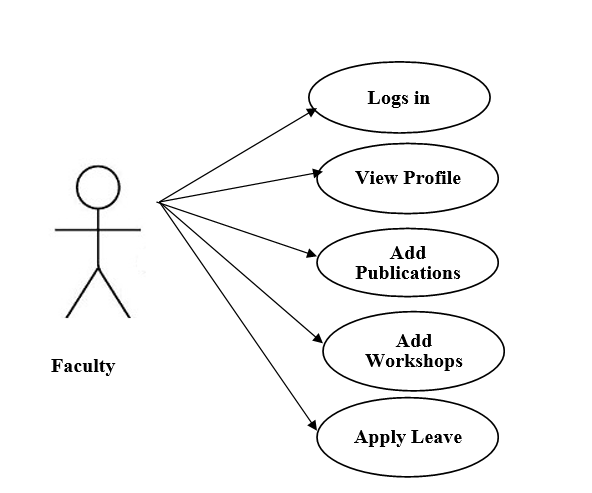 Logs in
View Profile
Add
Publications
Add
Workshops
Apply Leave
Faculty